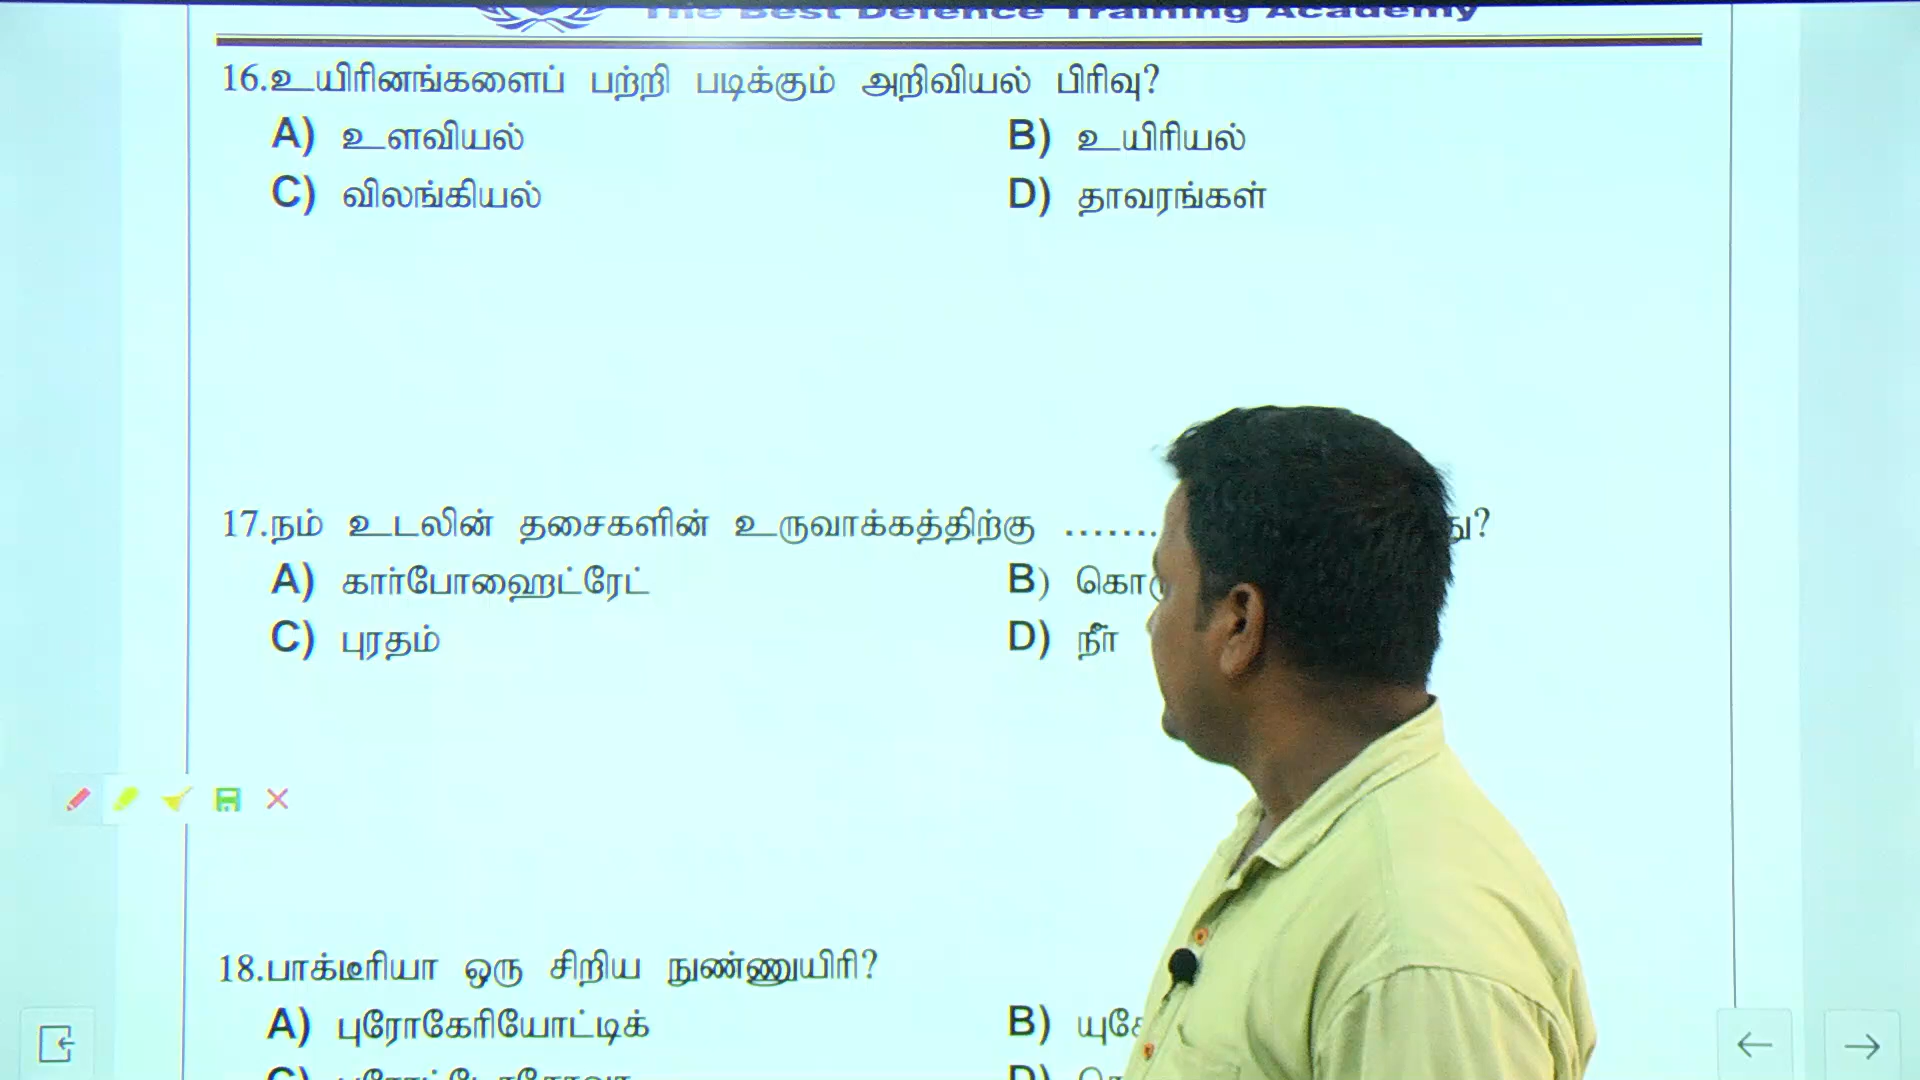 The Best Defence Training Academy
16.உயிரினங்களைப் பற்றி படிக்கும் அறிவியல் பிரிவு?
A) உளவியல் B) உயிரியல்
C) விலங்கியல் D) தாவரங்கள்
17.நம் உடலின் தசைகளின் உருவாக்கத்திற்கு .......
A) கார்போஹைட்ரேட் B)
C) புரதம் D) நீர்
18.பாக்டீரியா ஒரு சிறிய நுண்ணுயிரி?
A) புரோகேரியோட்டிக் B)